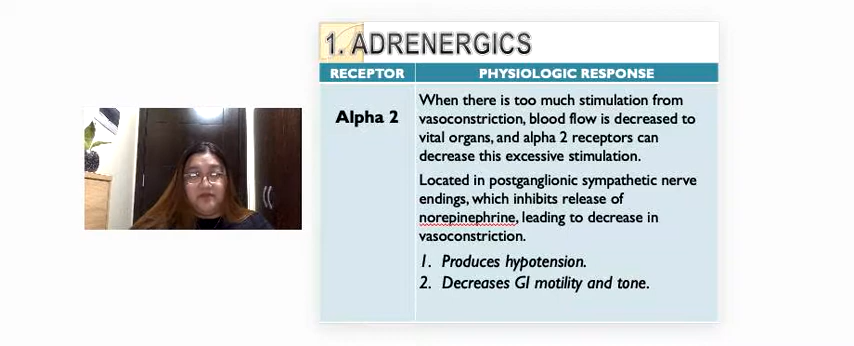 1. ADRENERGICS
RECEPTOR
PHYSIOLOGIC RESPONSE
Alpha 2
When there is too much stimulation from
vasoconstriction, blood flow is decreased to
vital organs, and alpha 2 receptors can
decrease this excessive stimulation.
Located in postganglionic sympathetic nerve
endings, which inhibits release of
norepinephrine, leading to decrease in
vasoconstriction.
1. Produces hypotension.
2. Decreases GI motility and tone.